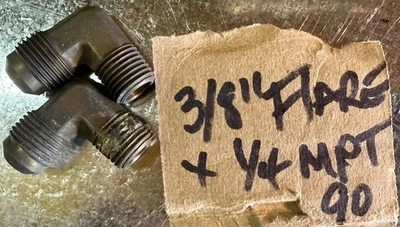 3/8" FLARE
x 1/4 MPT
90